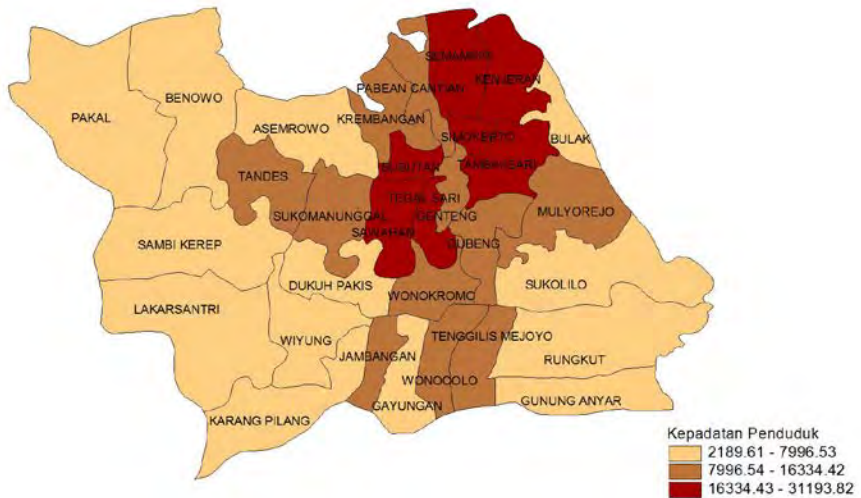 SEMAMPIR
KENJERAN
PABEAN CANTIAN
BENOWO
PAKAL
KREMBANGAN
ASEMROWO
SIMOKERTO
BULAK
SUBUTAN
TAMBAKSARI
TANDES
TEGAL SARI
MULYOREJO
SUKOMANUNGGAL
GENTENG
SAWAHAN
SAMBI KEREP
GUBENG
DUKUH PAKIS
SUKOLILO
WONOKROMO
LAKARSANTRI
WIYUNG
TENGGILIS MEJOYO
JAMBANGAN
RUNGKUT
WONOCOLO
GAYUNGAN
GUNUNG ANYAR
KARANG PILANG
Kepadatan Penduduk
2189.61 - 7996.53
7996.54 - 16334.42
16334.43 - 31193.82